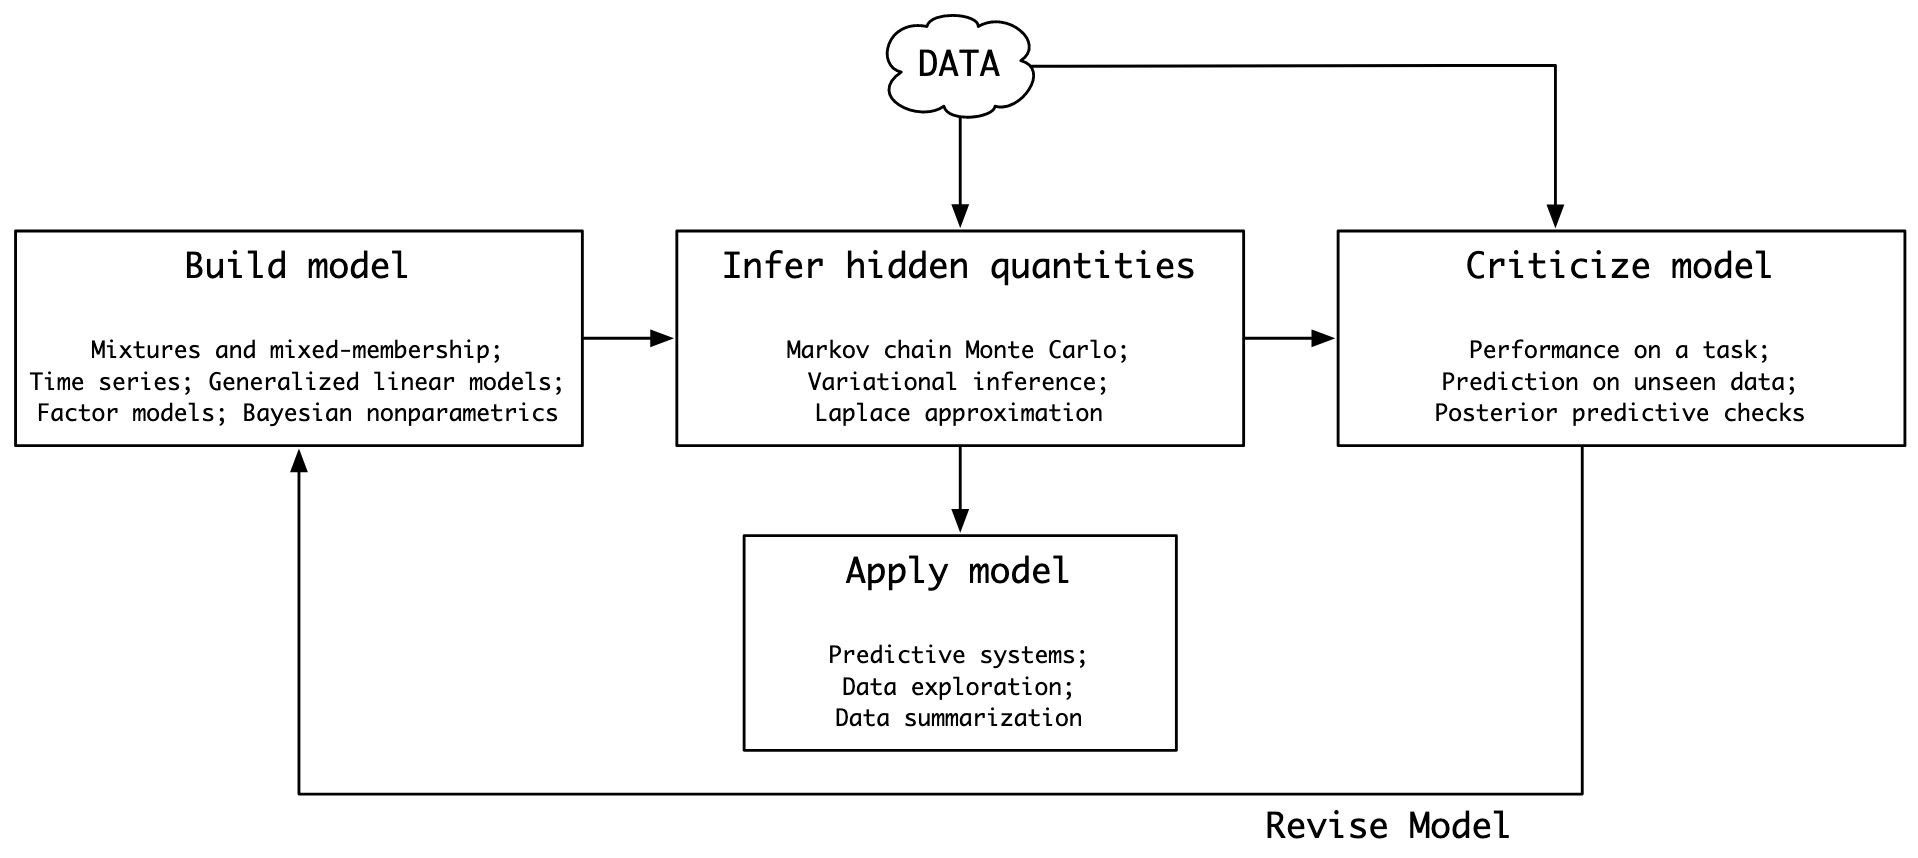 DATA
Build model
Mixtures and mixed-membership;
Time series; Generalized linear models;
Factor models; Bayesian nonparametrics
Infer hidden quantities
Markov chain Monte Carlo;
Variational inference;
Laplace approximation
Criticize model
Performance on a task;
Prediction on unseen data;
Posterior predictive checks
Apply model
Predictive systems;
Data exploration;
Data summarization
Revise Model